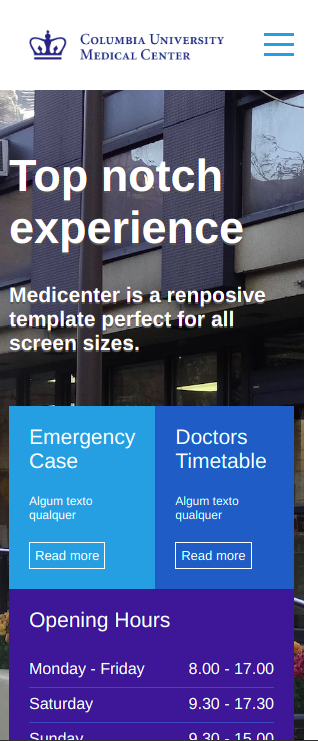 COLUMBIA UNIVERSITY
MEDICAL CENTER
Top notch
experience
Medicenter is a renposive
template perfect for all
screen sizes.
Emergency
Case
Algum texto
qualquer
Read more
Doctors
Timetable
Algum texto
qualquer
Read more
Opening Hours
Monday - Friday 8.00 - 17.00
Saturday 9.30 - 17.30
Sunday 9.30 - 15.00